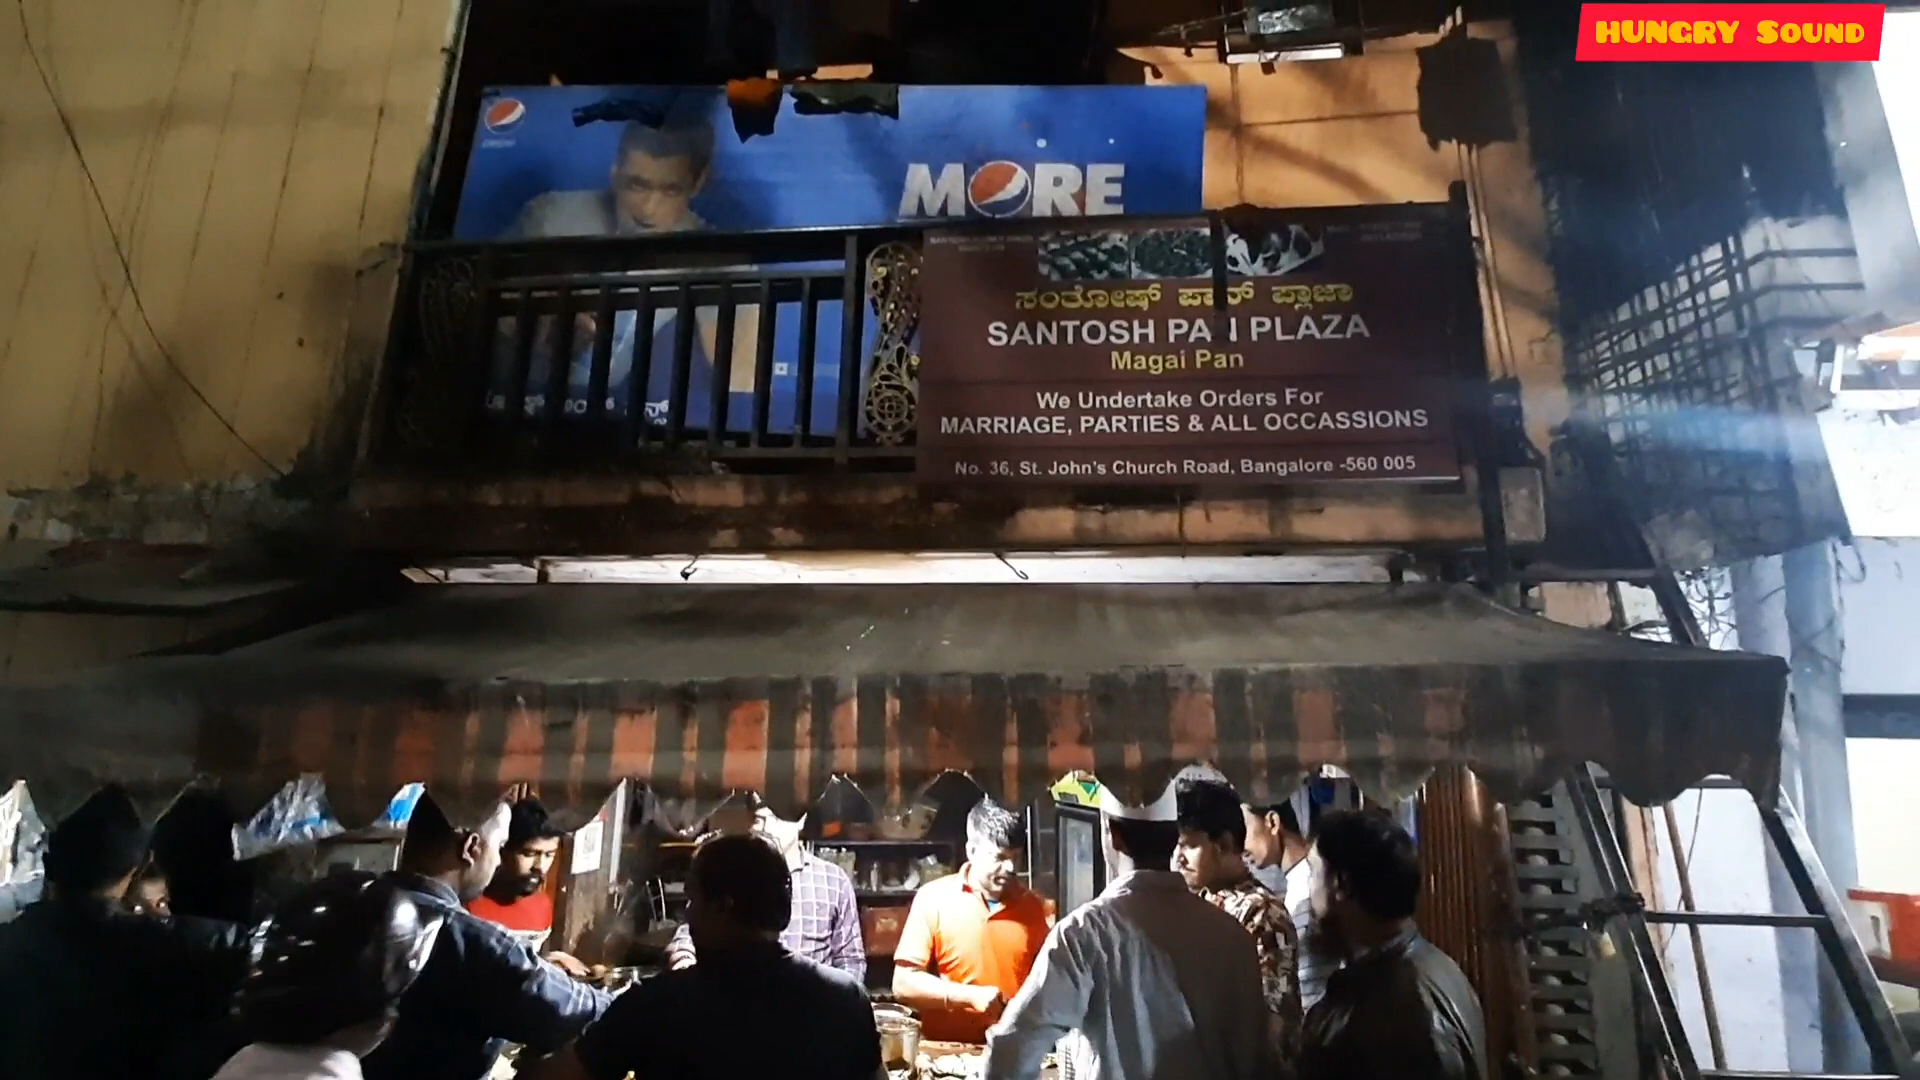 HUNGRY SOUND
MORE
ಸಂತೋಷ್ ಪಾನ್ ಪ್ಲಾಜಾ
SANTOSH PAN PLAZA
Magai Pan
We Undertake Orders For
MARRIAGE, PARTIES & ALL OCCASSIONS
No. 36, St. John's Church Road, Bangalore -560 005